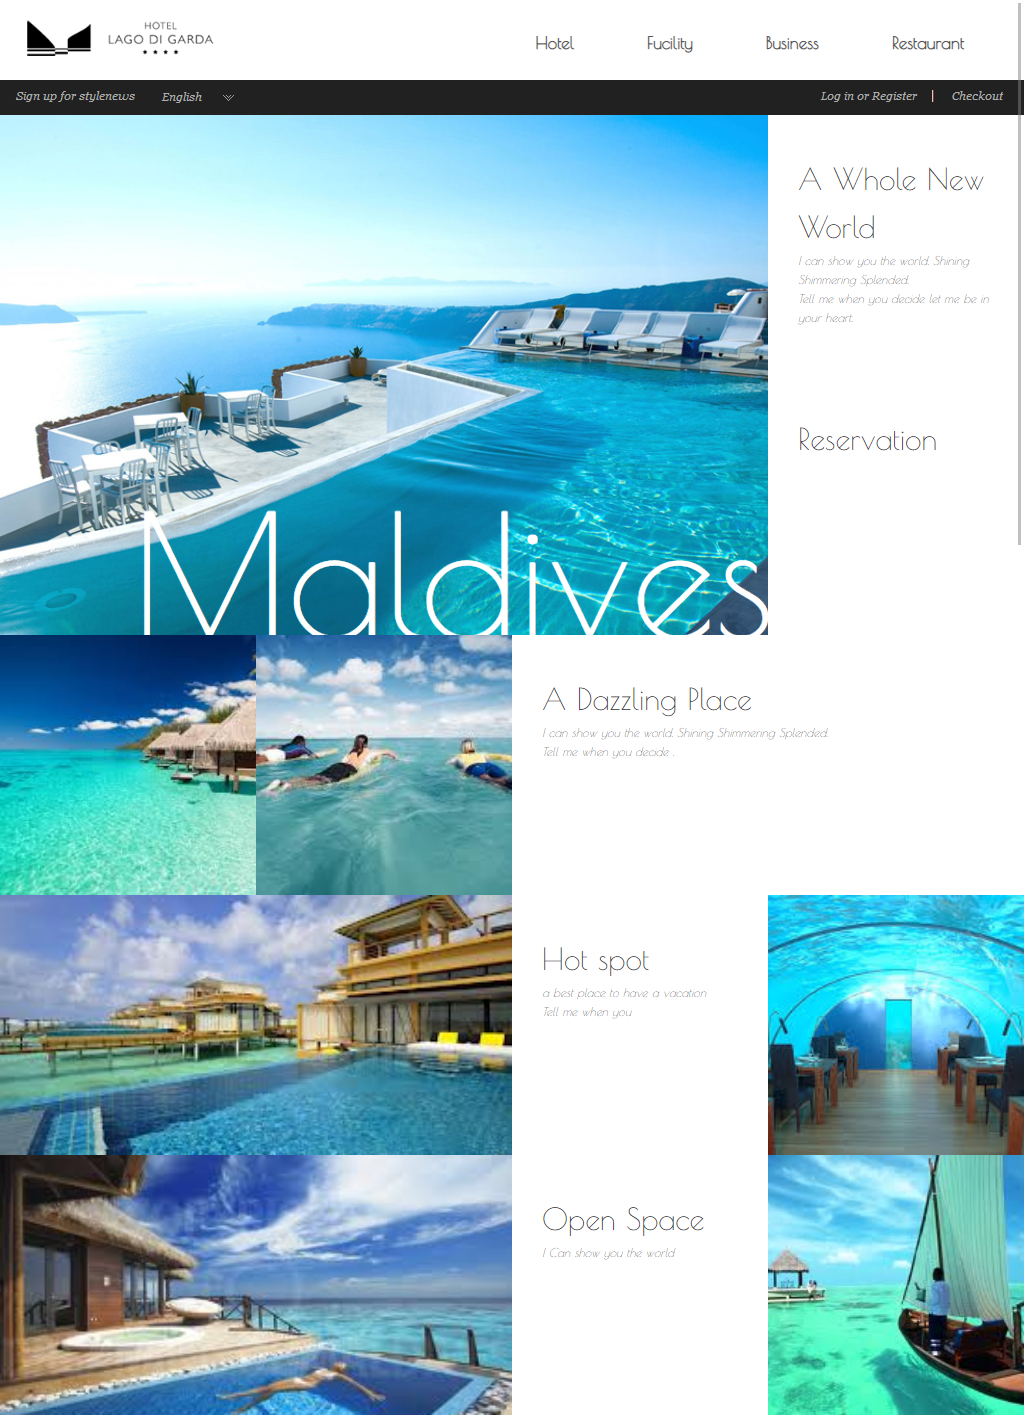 HOTEL
LAGO DI GARDA
Hotel
Fucility
Business
Restaurant
Sign up for stylenews
English
Log in or Register
Checkout
A Whole New
World
I can show you the world. Shining
Shimmering Splended.
Tell me when you decide let me be in
your heart.
Reservation
Maldives
A Dazzling Place
I can show you the world. Shining Shimmering Splended.
Tell me when you decide .
Hot spot
a best place to have a vacation
Tell me when you
Open Space
I Can show you the world